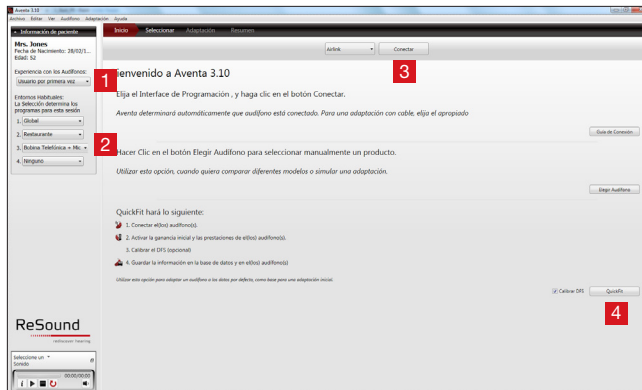 Aventa 3.10
Archivo Editar Ver Audífono Adaptación Ayuda
Información de paciente
Inicio Seleccionar Adaptación Resumen
Mrs. Jones
Fecha de Nacimiento: 28/02/1...
Edad: 52
Airlink
Conectar
3
Experiencia con los Audífonos:
Usuario por primera vez
1
ienvenido a Aventa 3.10
Elija el Interface de Programación , y haga clic en el botón Conectar.
Entornos Habituales:
La Selección determina los
programas para esta sesión
1. Global
2. Restaurante
3. Bobina Telefónica + Mic.
4. Ninguno
2
Aventa determinará automáticamente que audífono está conectado. Para una adaptación con cable, elija el apropiado
Guía de Conexión
Hacer Clic en el botón Elegir Audífono para seleccionar manualmente un producto.
Utilizar esta opción, cuando quiera comparar diferentes modelos o simular una adaptación.
Elegir Audífono
QuickFit hará lo siguiente:
1. Conectar el(los) audífono(s).
2. Activar la ganancia inicial y las prestaciones de el(los) audífono(s).
3. Calibrar el DFS (opcional)
4. Guardar la información en la base de datos y en el(los) audífono(s)
Utilizar esta opción para adaptar un audífono a los datos por defecto, como base para una adaptación inicial.
Calibrar DFS
QuickFit
4
ReSound
rediscover hearing
Seleccione un
Sonido
00:00/00:00